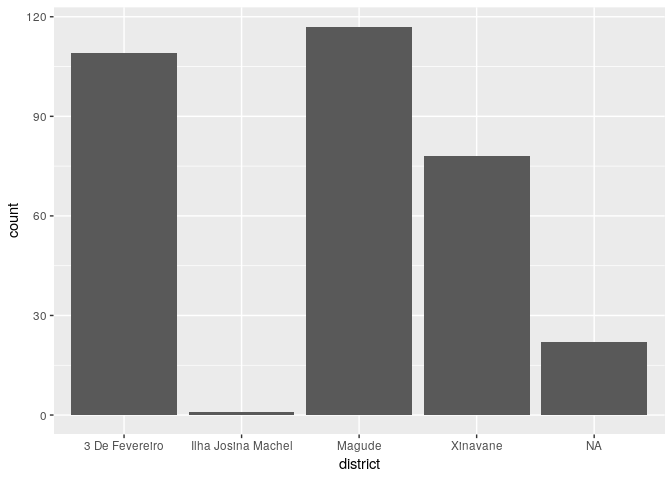 120
90
60
30
0
count
3 De Fevereiro
Ilha Josina Machel
Magude
Xinavane
NA
district